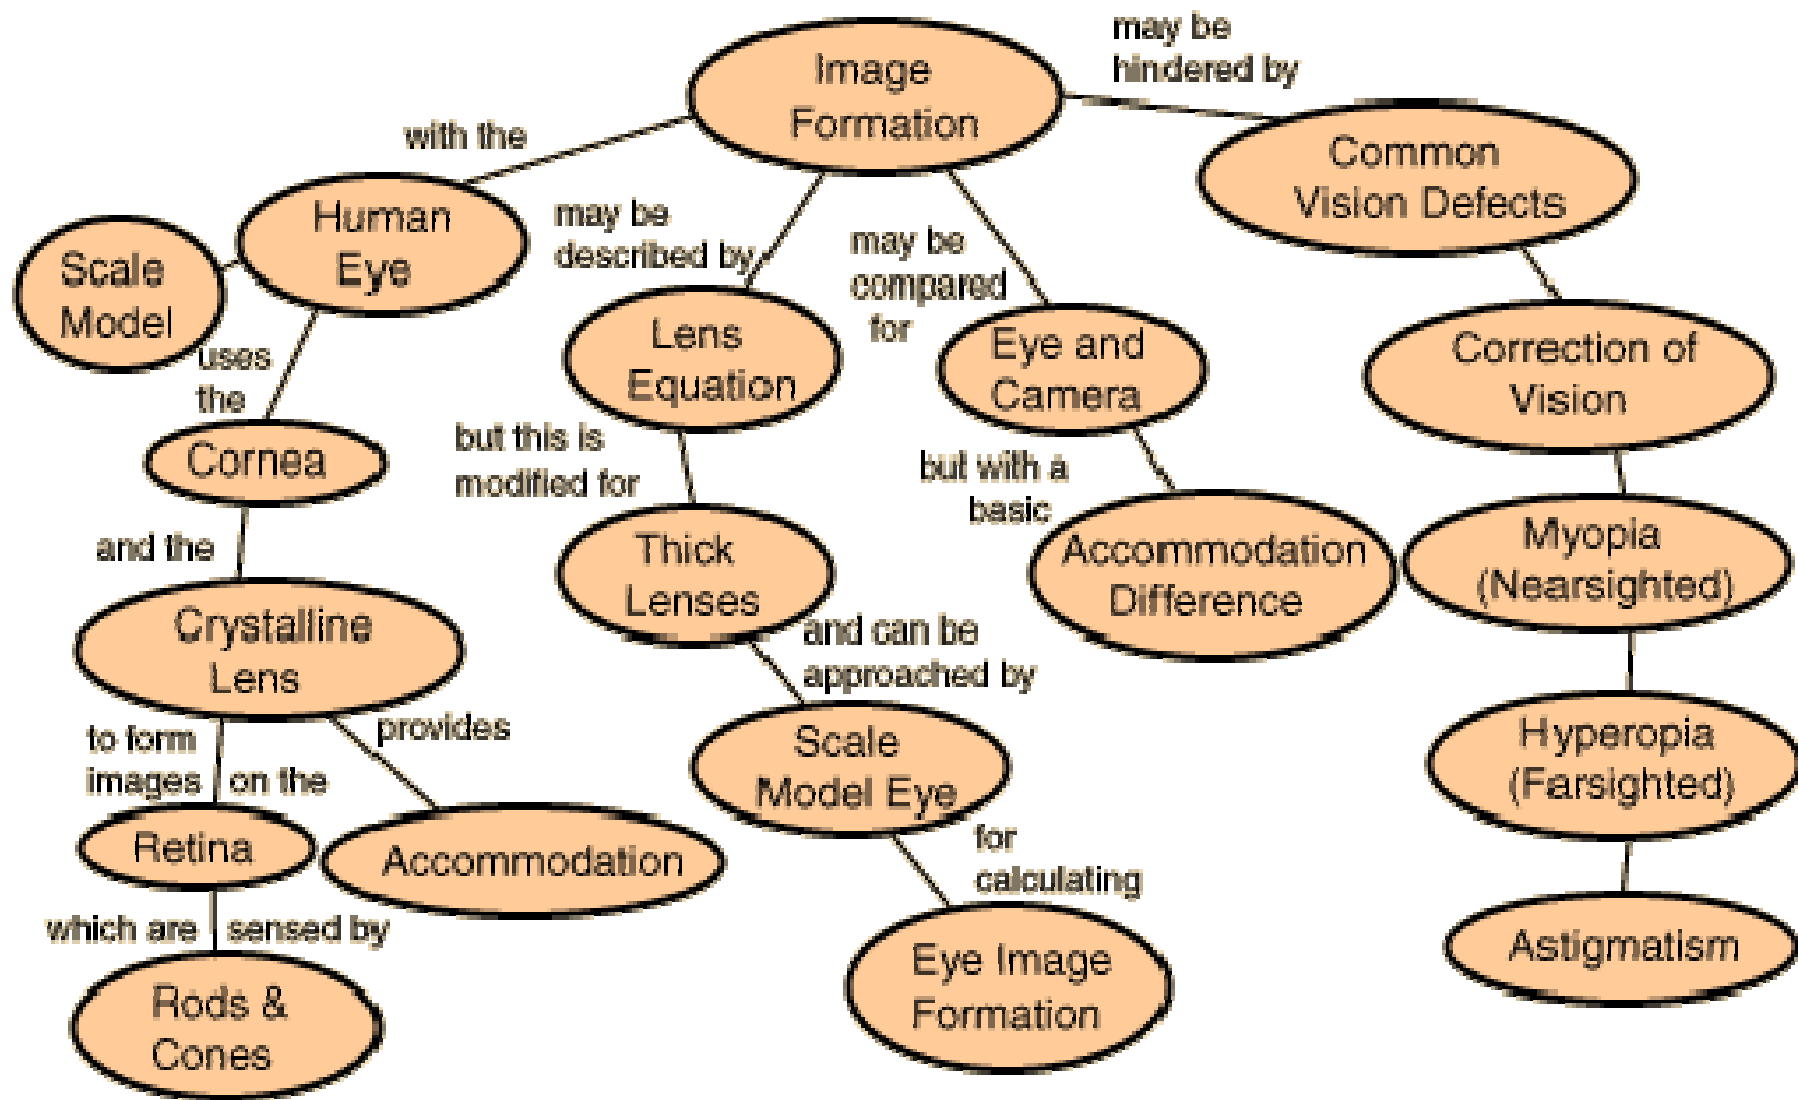 Image
Formation
may be
hindered by
with the
Common
Vision Defects
Human
Eye
Scale
Model
may be
described by
may be
compared
for
uses
the
Lens
Equation
Eye and
Camera
Correction of
Vision
Cornea
but this is
modified for
but with a
basic
and the
Thick
Lenses
Accommodation
Difference
Myopia
(Nearsighted)
Crystalline
Lens
and can be
approached by
to form
images
on the
provides
Scale
Model Eye
Hyperopia
(Farsighted)
Retina
Accommodation
for
calculating
which are
sensed by
Eye Image
Formation
Astigmatism
Rods &
Cones